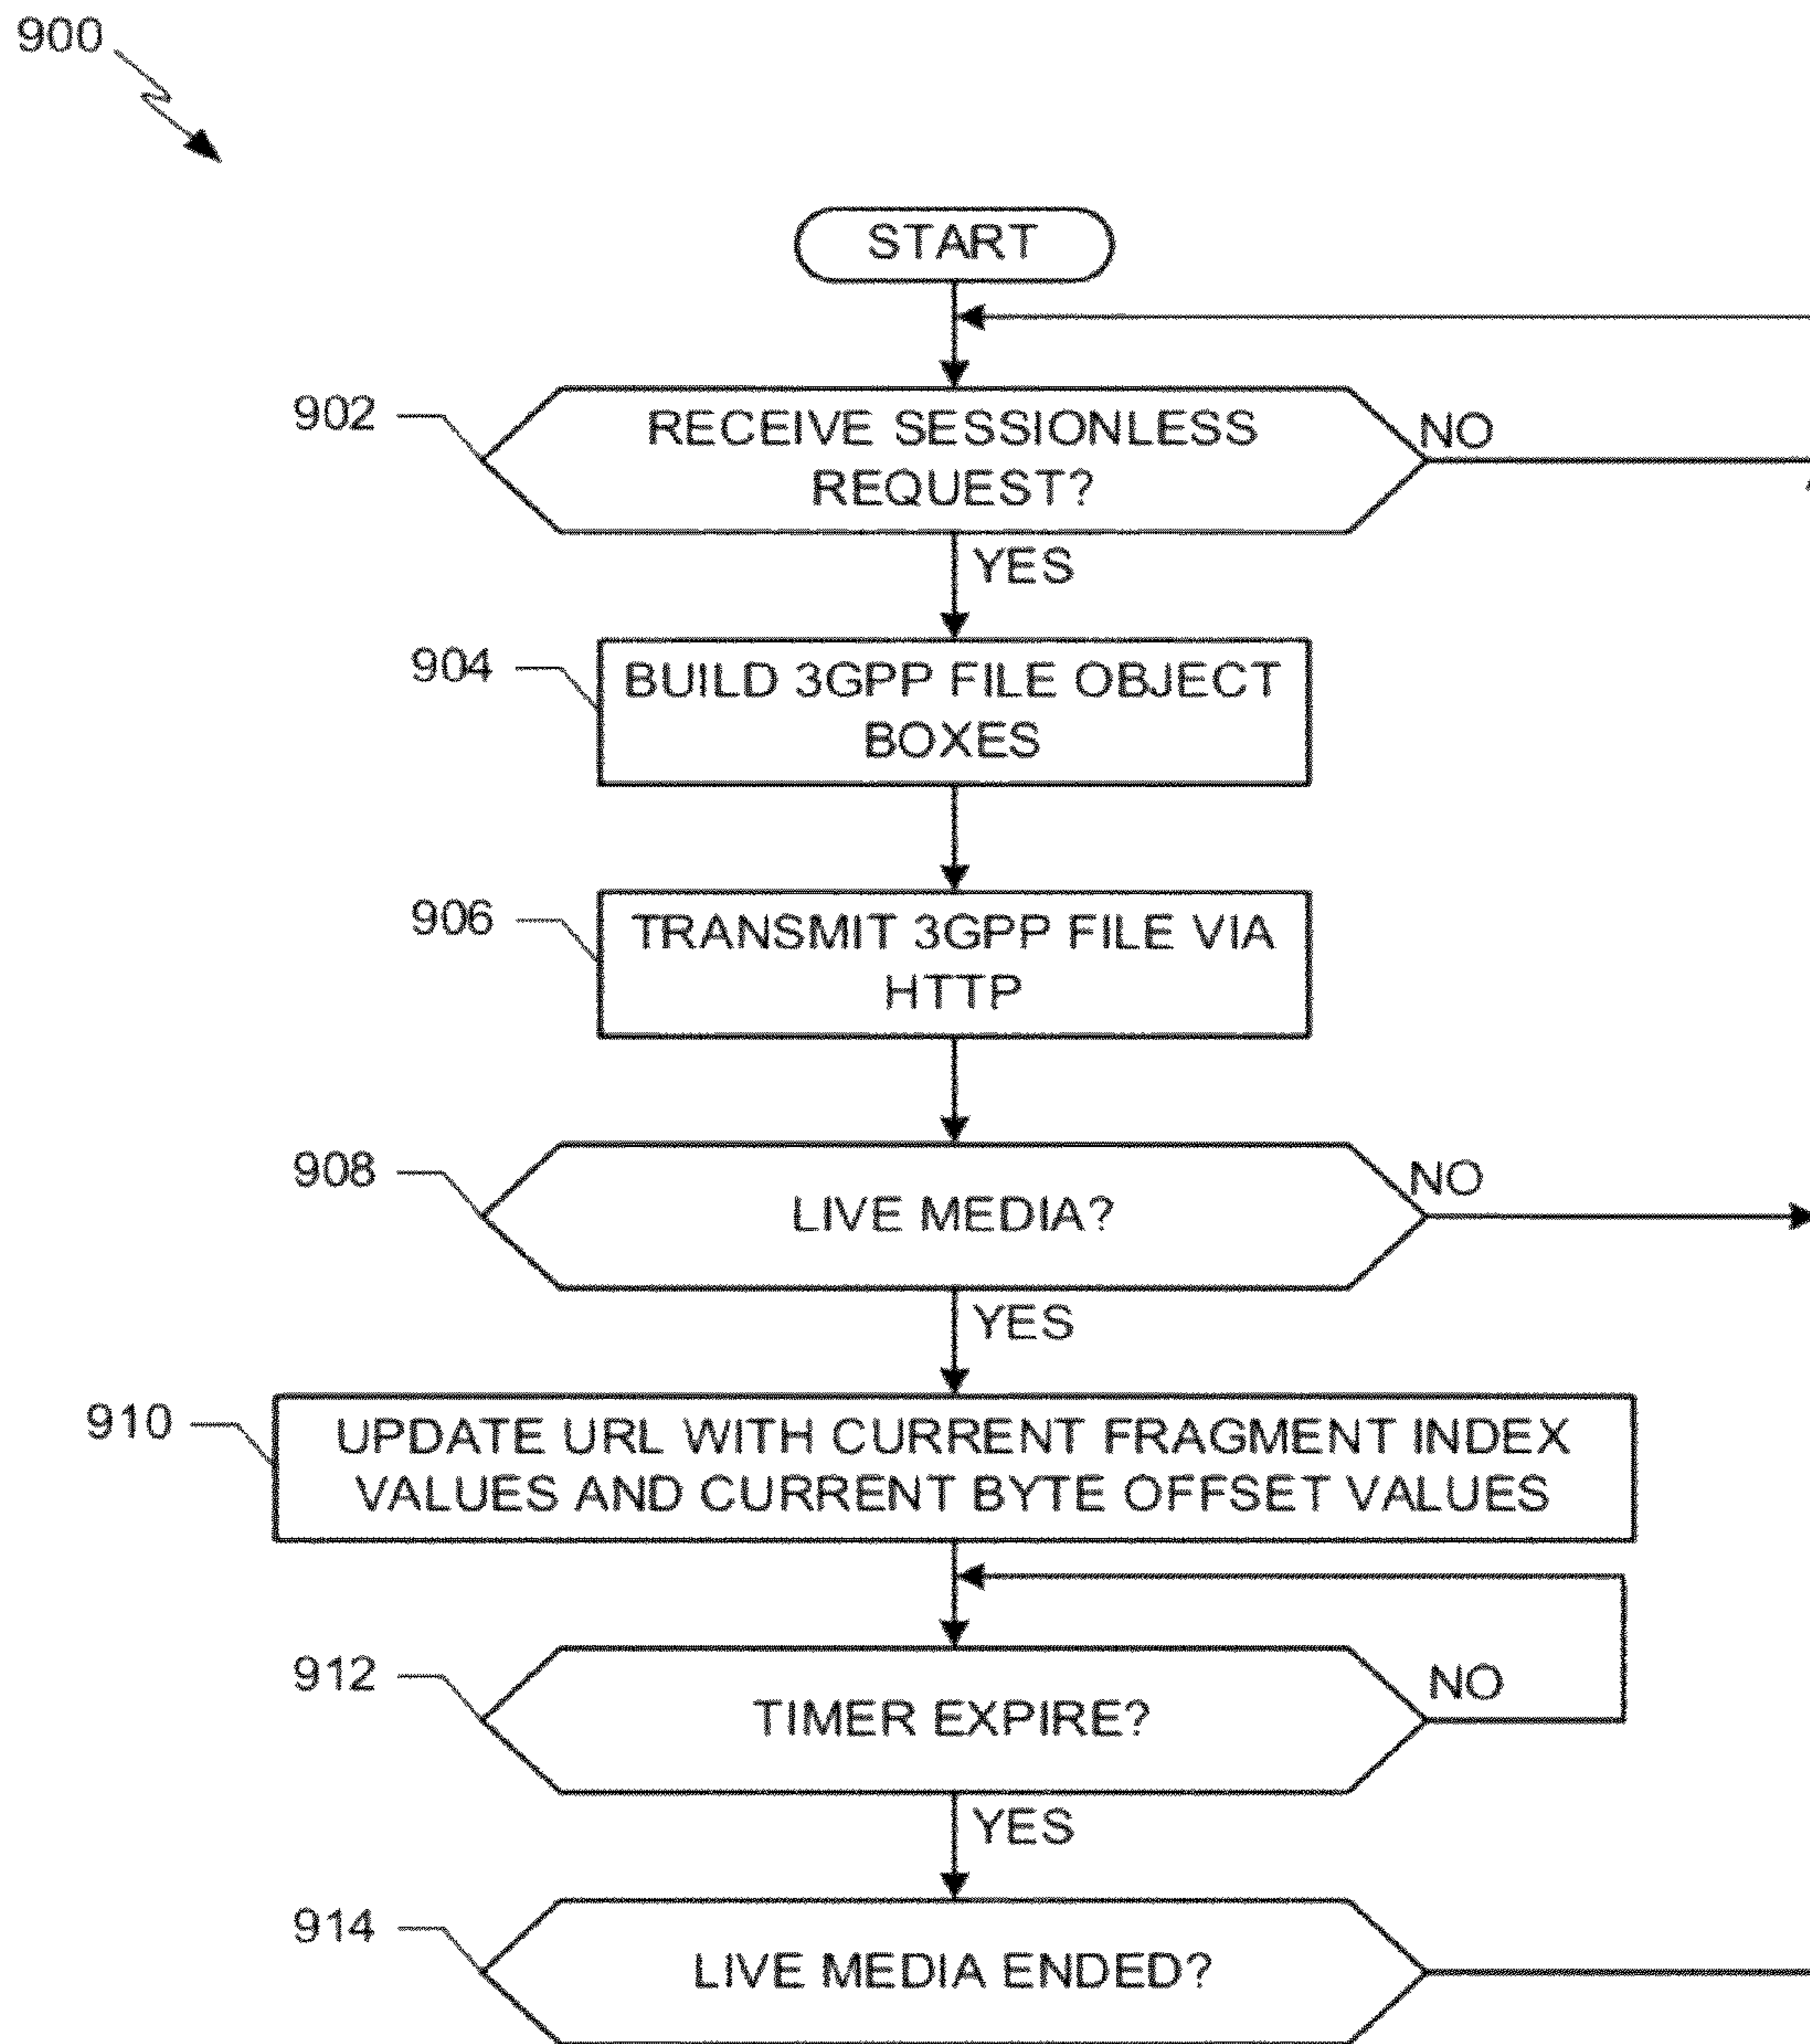 900
START
902
RECEIVE SESSIONLESS
REQUEST?
NO
YES
904
BUILD 3GPP FILE OBJECT
BOXES
906
TRANSMIT 3GPP FILE VIA
HTTP
908
LIVE MEDIA?
NO
YES
910
UPDATE URL WITH CURRENT FRAGMENT INDEX
VALUES AND CURRENT BYTE OFFSET VALUES
912
TIMER EXPIRE?
NO
YES
914
LIVE MEDIA ENDED?